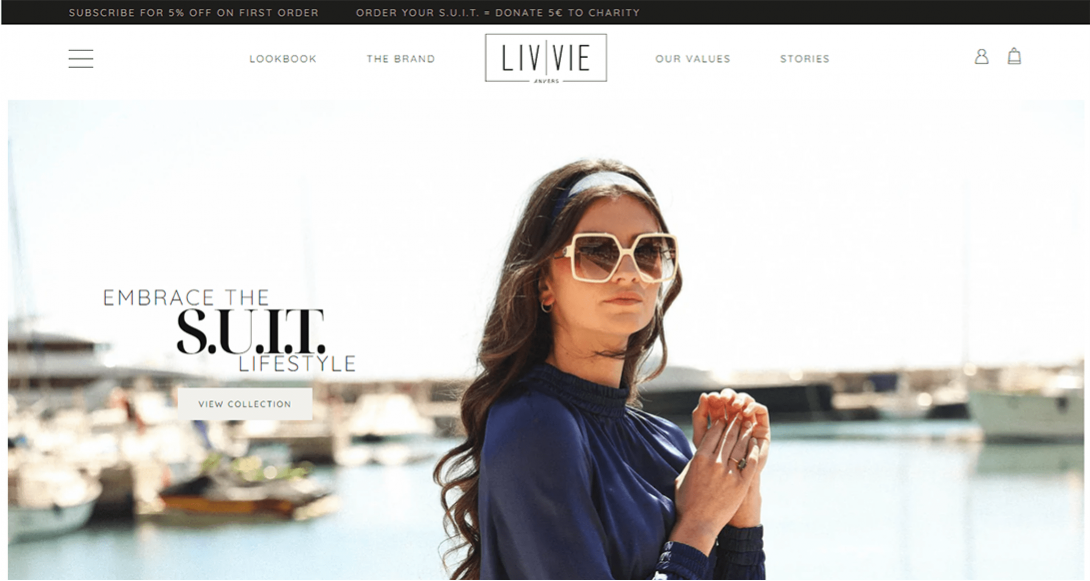 SUBSCRIBE FOR 5% OFF ON FIRST ORDER
ORDER YOUR S.U.I.T. = DONATE 5€ TO CHARITY
LOOKBOOK
THE BRAND
LIV|VIE
ANVERS
OUR VALUES
STORIES
EMBRACE THE
S.U.I.T.
LIFESTYLE
VIEW COLLECTION